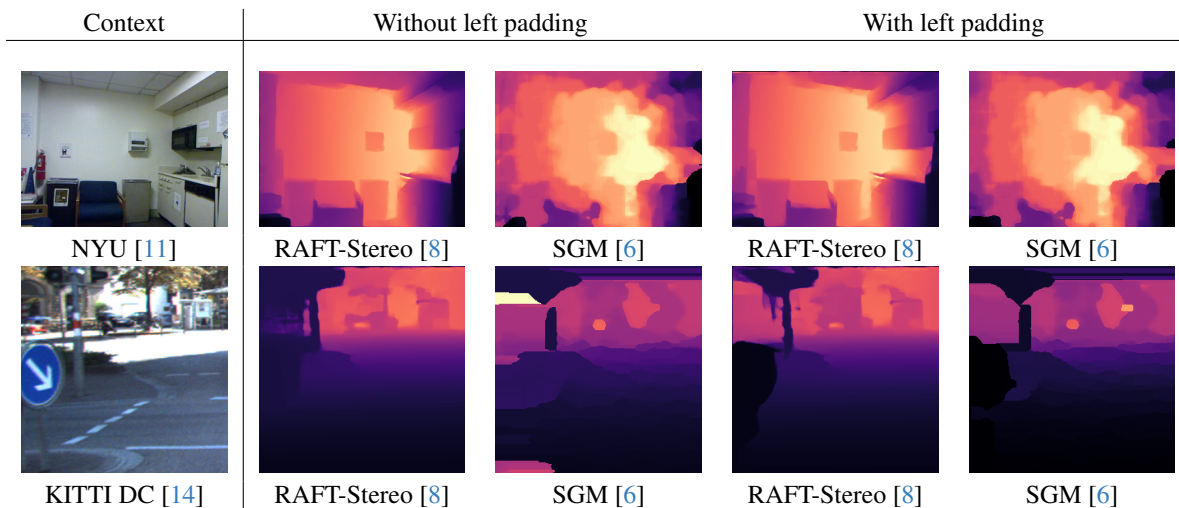 Context Without left padding With left padding
NYU [11] RAFT-Stereo [8] SGM [6] RAFT-Stereo [8] SGM [6]
KITTI DC [14] RAFT-Stereo [8] SGM [6] RAFT-Stereo [8] SGM [6]